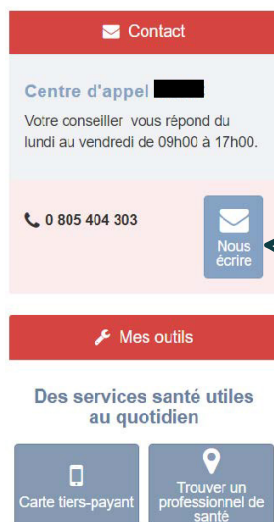 Contact
Centre d'appel
Votre conseiller vous répond du
lundi au vendredi de 09h00 à 17h00.
0 805 404 303
Nous
écrire
Mes outils
Des services santé utiles
au quotidien
Carte tiers-payant
Trouver un
professionnel de
santé